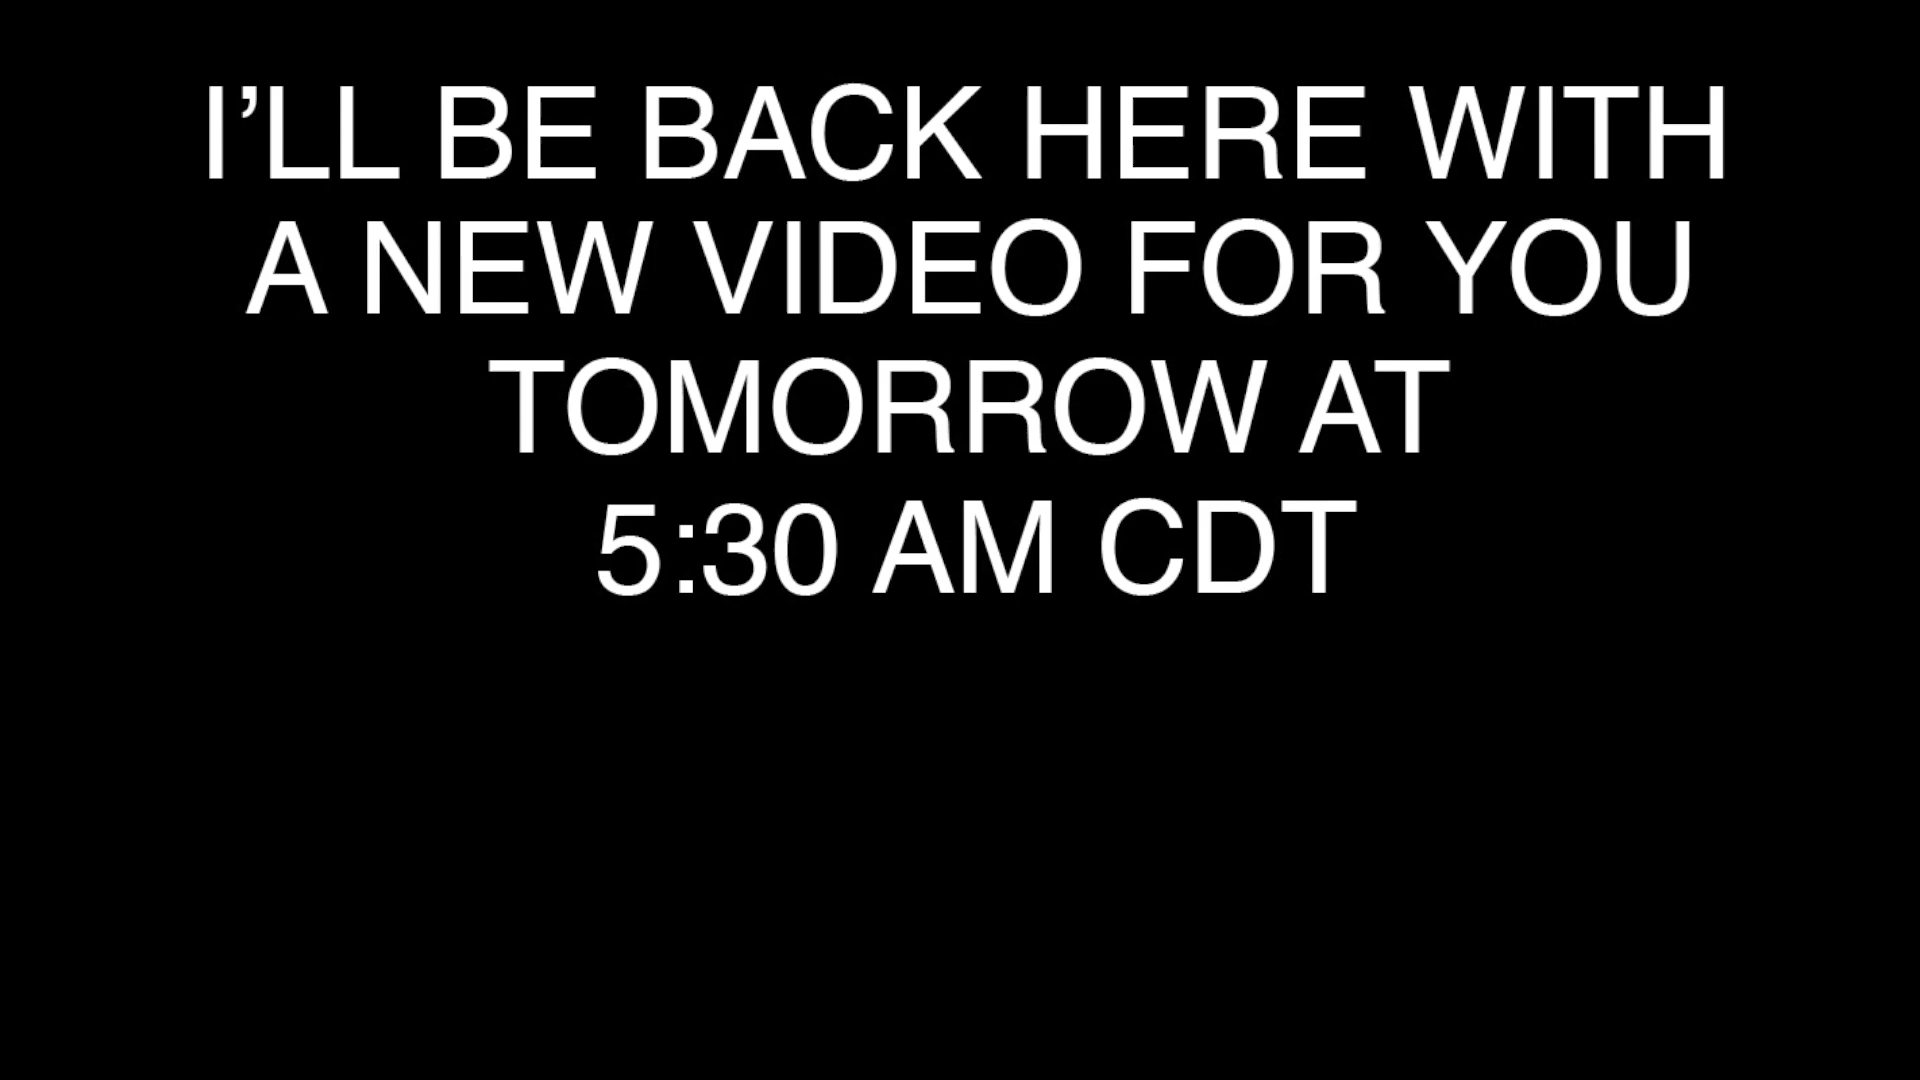 I’LL BE BACK HERE WITH
A NEW VIDEO FOR YOU
TOMORROW AT
5:30 AM CDT